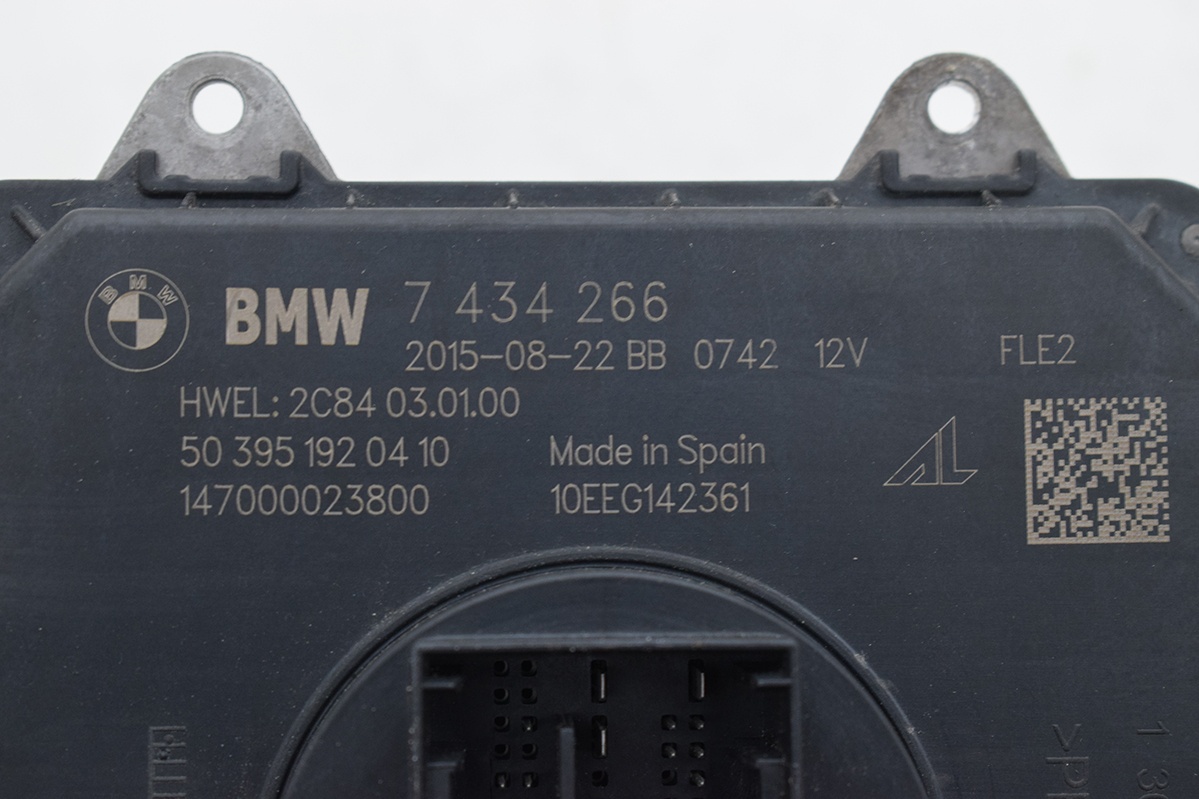 BMW BMW 7 434 266
2015-08-22 BB 0742 12V FLE2
HWEL: 2C84 03.01.00
50 395 192 04 10 Made in Spain AL
147000023800 10EEG142361